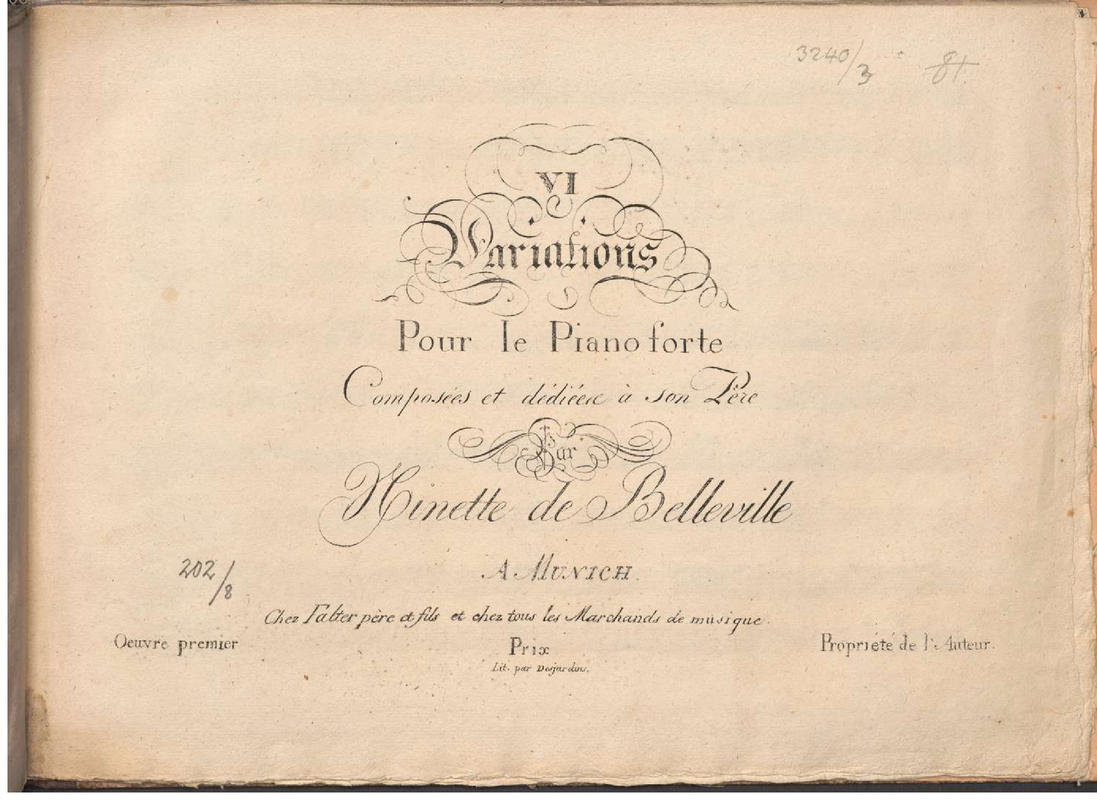 3240/3 81
VI
Variations
Pour le Piano forte
Composées et dédiées à son Père
Par
Ninette de Belleville
A MUNICH.
202/8
Chez Falter père et fils et chez tous les Marchands de musique.
Oeuvre premier Prix Propriété de l'Auteur.
Lit. par Desjardins.